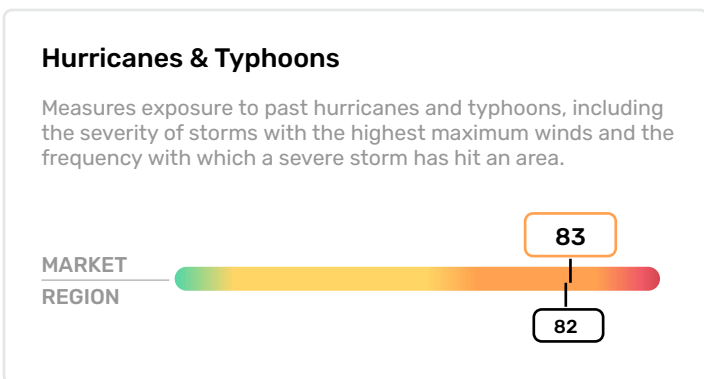 Hurricanes & Typhoons
Measures exposure to past hurricanes and typhoons, including
the severity of storms with the highest maximum winds and the
frequency with which a severe storm has hit an area.
83
MARKET
REGION
82